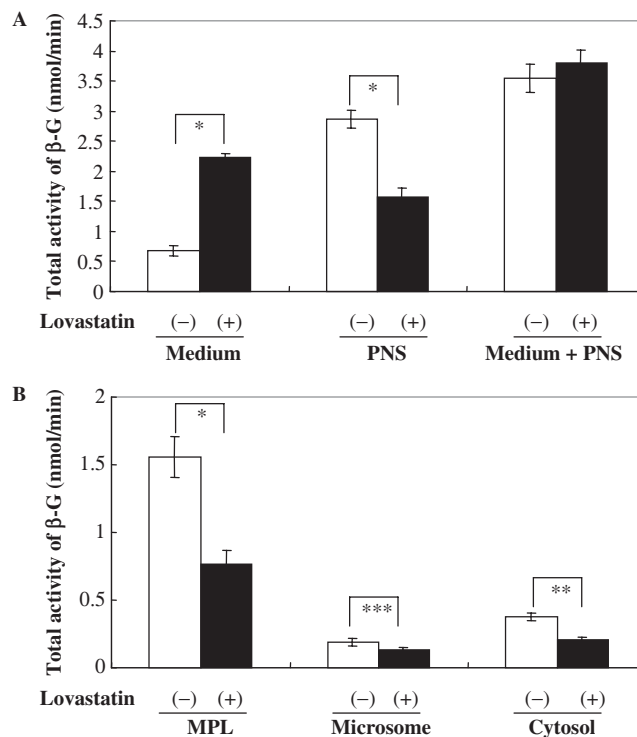 A
Total activity of β-G (nmol/min)
4.5
4
3.5
3
2.5
2
1.5
1
0.5
0
*
*
Lovastatin (−) (+) (−) (+) (−) (+)
Medium PNS Medium + PNS
B
Total activity of β-G (nmol/min)
2
1.5
1
0.5
0
*
***
**
Lovastatin (−) (+) (−) (+) (−) (+)
MPL Microsome Cytosol